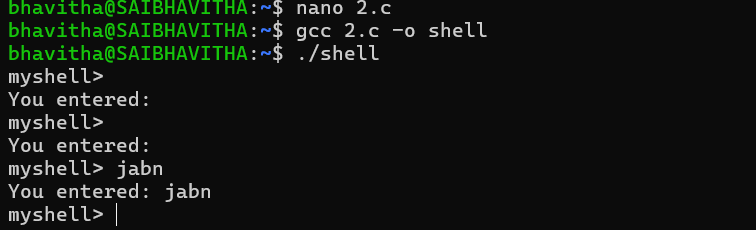 bhavitha@SAIBHAVITHA:~$ nano 2.c
bhavitha@SAIBHAVITHA:~$ gcc 2.c -o shell
bhavitha@SAIBHAVITHA:~$ ./shell
myshell>
You entered:
myshell>
You entered:
myshell> jabn
You entered: jabn
myshell>